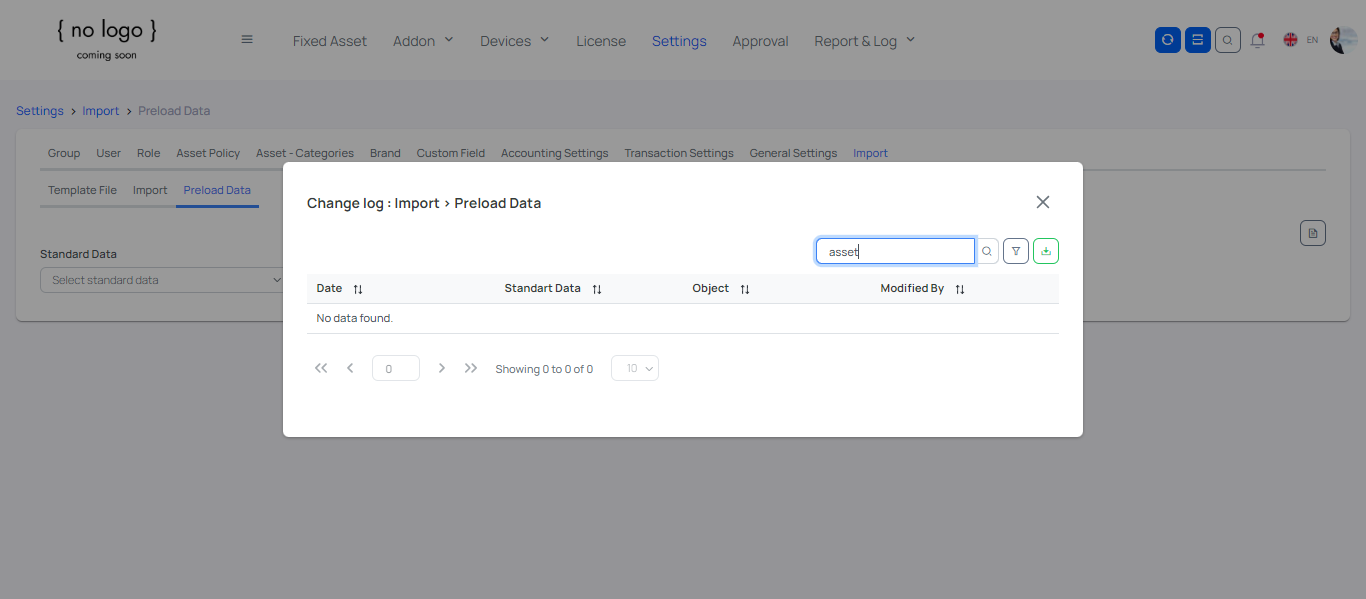 { no logo }
coming soon
Fixed Asset Addon Devices License Settings Approval Report & Log EN
Settings > Import > Preload Data
Group User Role Asset Policy Asset - Categories Brand Custom Field Accounting Settings Transaction Settings General Settings Import
Template File Import Preload Data
Standard Data
Select standard data
Change log : Import > Preload Data
asset
Date Standart Data Object Modified By
No data found.
0 Showing 0 to 0 of 0 10